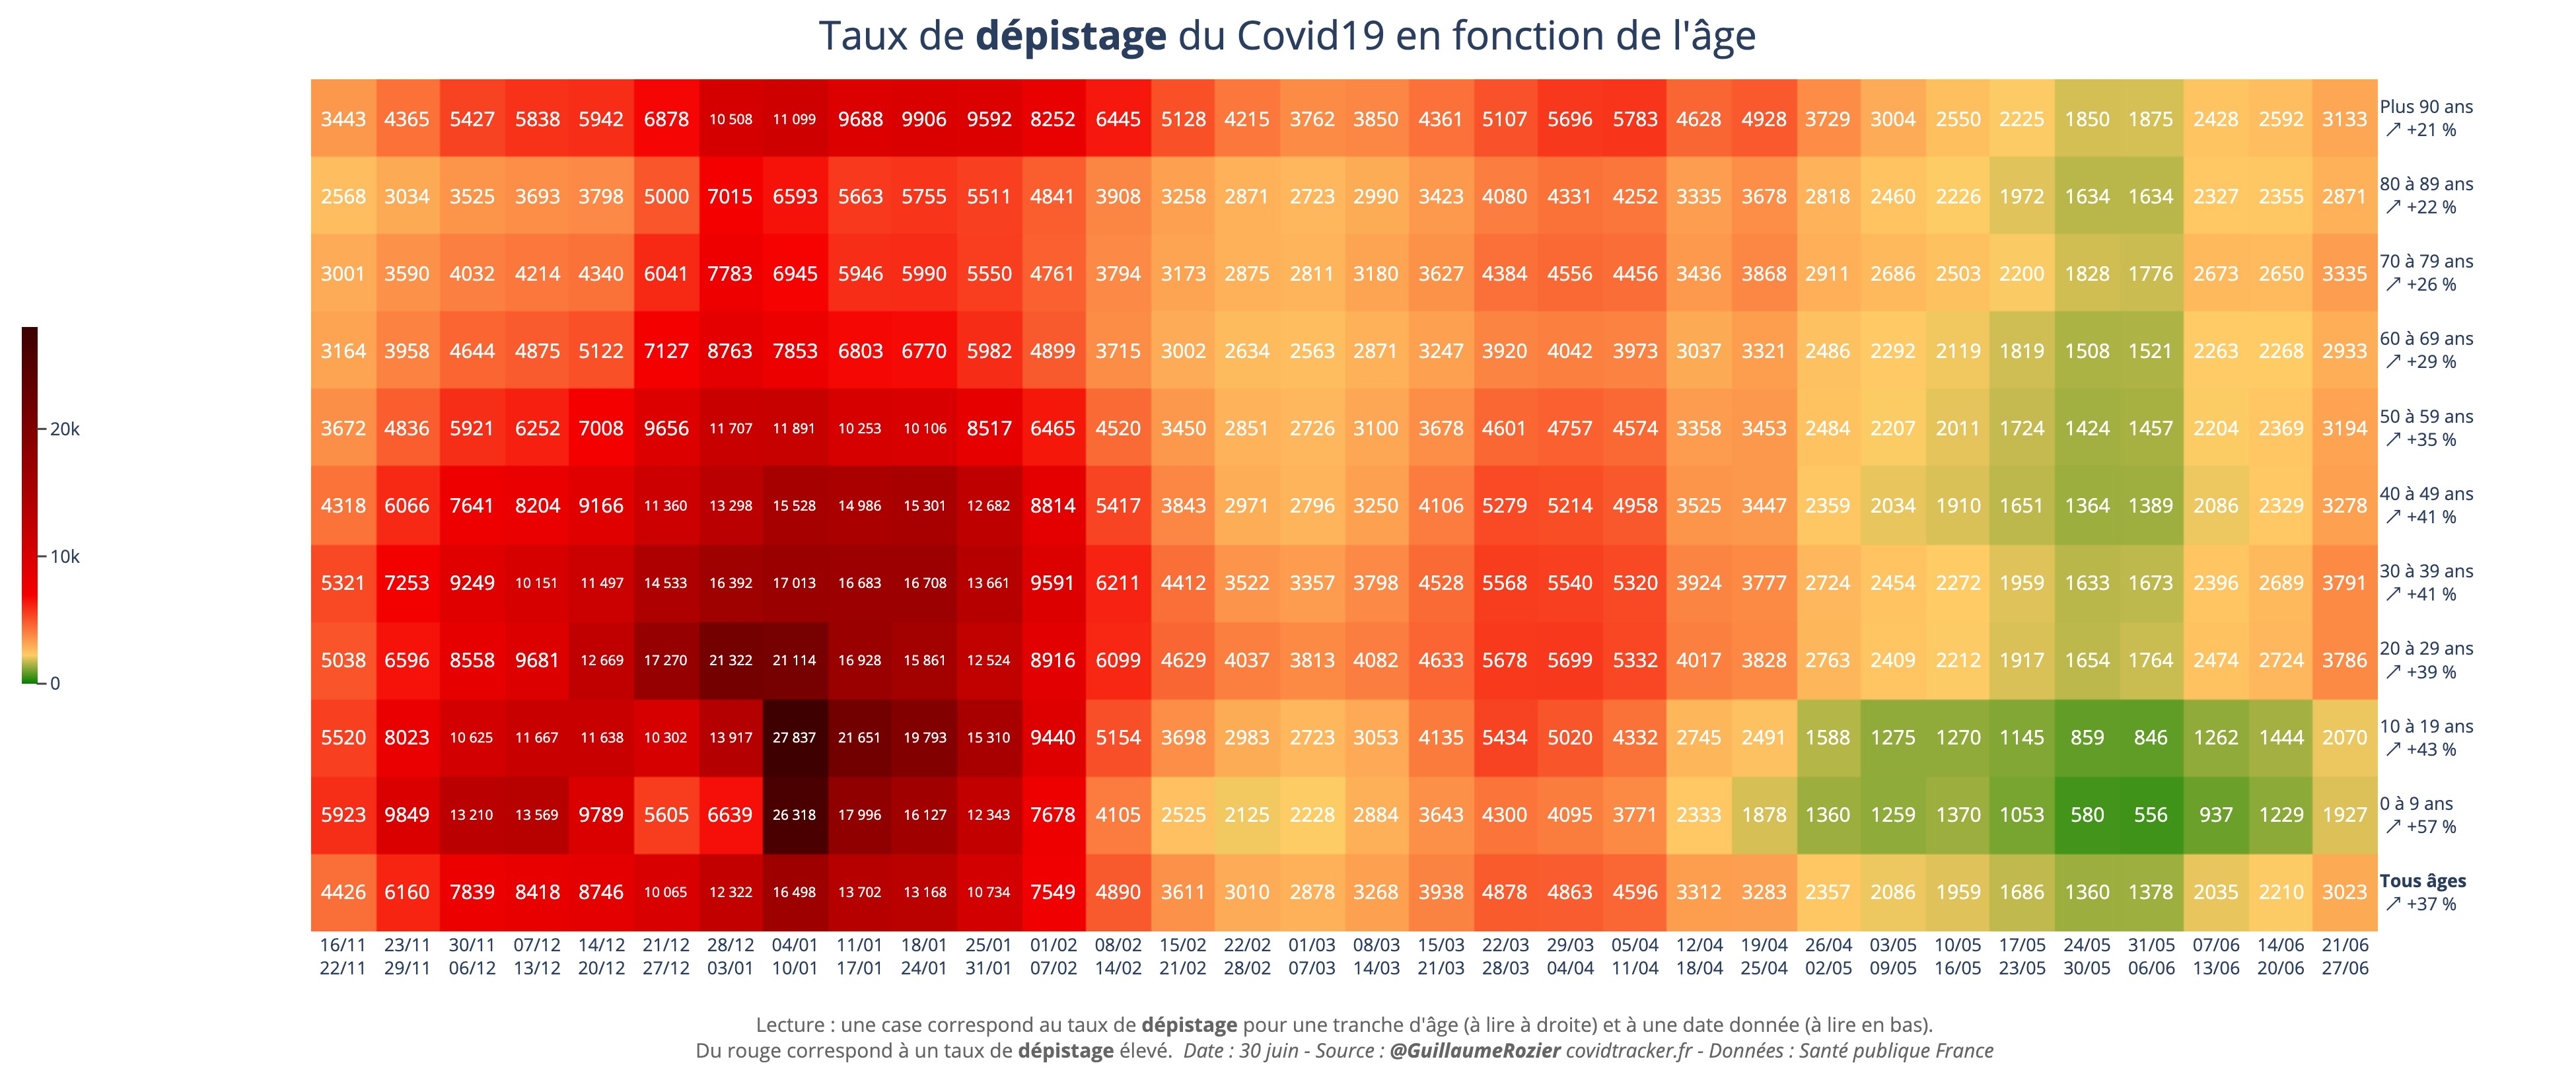 Taux de dépistage du Covid19 en fonction de l'âge
3443 4365 5427 5838 5942 6878 10 508 11 099 9688 9906 9592 8252 6445 5128 4215 3762 3850 4361 5107 5696 5783 4628 4928 3729 3004 2550 2225 1850 1875 2428 2592 3133 Plus 90 ans
↗ +21 %
2568 3034 3525 3693 3798 5000 7015 6593 5663 5755 5511 4841 3908 3258 2871 2723 2990 3423 4080 4331 4252 3335 3678 2818 2460 2226 1972 1634 1634 2327 2355 2871 80 à 89 ans
↗ +22 %
3001 3590 4032 4214 4340 6041 7783 6945 5946 5990 5550 4761 3794 3173 2875 2811 3180 3627 4384 4556 4456 3436 3868 2911 2686 2503 2200 1828 1776 2673 2650 3335 70 à 79 ans
↗ +26 %
3164 3958 4644 4875 5122 7127 8763 7853 6803 6770 5982 4899 3715 3002 2634 2563 2871 3247 3920 4042 3973 3037 3321 2486 2292 2119 1819 1508 1521 2263 2268 2933 60 à 69 ans
↗ +29 %
3672 4836 5921 6252 7008 9656 11 707 11 891 10 253 10 106 8517 6465 4520 3450 2851 2726 3100 3678 4601 4757 4574 3358 3453 2484 2207 2011 1724 1424 1457 2204 2369 3194 50 à 59 ans
↗ +35 %
4318 6066 7641 8204 9166 11 360 13 298 15 528 14 986 15 301 12 682 8814 5417 3843 2971 2796 3250 4106 5279 5214 4958 3525 3447 2359 2034 1910 1651 1364 1389 2086 2329 3278 40 à 49 ans
↗ +41 %
5321 7253 9249 10 151 11 497 14 533 16 392 17 013 16 683 16 708 13 661 9591 6211 4412 3522 3357 3798 4528 5568 5540 5320 3924 3777 2724 2454 2272 1959 1633 1673 2396 2689 3791 30 à 39 ans
↗ +41 %
5038 6596 8558 9681 12 669 17 270 21 322 21 114 16 928 15 861 12 524 8916 6099 4629 4037 3813 4082 4633 5678 5699 5332 4017 3828 2763 2409 2212 1917 1654 1764 2474 2724 3786 20 à 29 ans
↗ +39 %
5520 8023 10 625 11 667 11 638 10 302 13 917 27 837 21 651 19 793 15 310 9440 5154 3698 2983 2723 3053 4135 5434 5020 4332 2745 2491 1588 1275 1270 1145 859 846 1262 1444 2070 10 à 19 ans
↗ +43 %
5923 9849 13 210 13 569 9789 5605 6639 26 318 17 996 16 127 12 343 7678 4105 2525 2125 2228 2884 3643 4300 4095 3771 2333 1878 1360 1259 1370 1053 580 556 937 1229 1927 0 à 9 ans
↗ +57 %
4426 6160 7839 8418 8746 10 065 12 322 16 498 13 702 13 168 10 734 7549 4890 3611 3010 2878 3268 3938 4878 4863 4596 3312 3283 2357 2086 1959 1686 1360 1378 2035 2210 3023 Tous âges
↗ +37 %
16/11 23/11 30/11 07/12 14/12 21/12 28/12 04/01 11/01 18/01 25/01 01/02 08/02 15/02 22/02 01/03 08/03 15/03 22/03 29/03 05/04 12/04 19/04 26/04 03/05 10/05 17/05 24/05 31/05 07/06 14/06 21/06
22/11 29/11 06/12 13/12 20/12 27/12 03/01 10/01 17/01 24/01 31/01 07/02 14/02 21/02 28/02 07/03 14/03 21/03 28/03 04/04 11/04 18/04 25/04 02/05 09/05 16/05 23/05 30/05 06/06 13/06 20/06 27/06
20k
10k
0
Lecture : une case correspond au taux de dépistage pour une tranche d'âge (à lire à droite) et à une date donnée (à lire en bas).
Du rouge correspond à un taux de dépistage élevé. Date : 30 juin - Source : @GuillaumeRozier covidtracker.fr - Données : Santé publique France